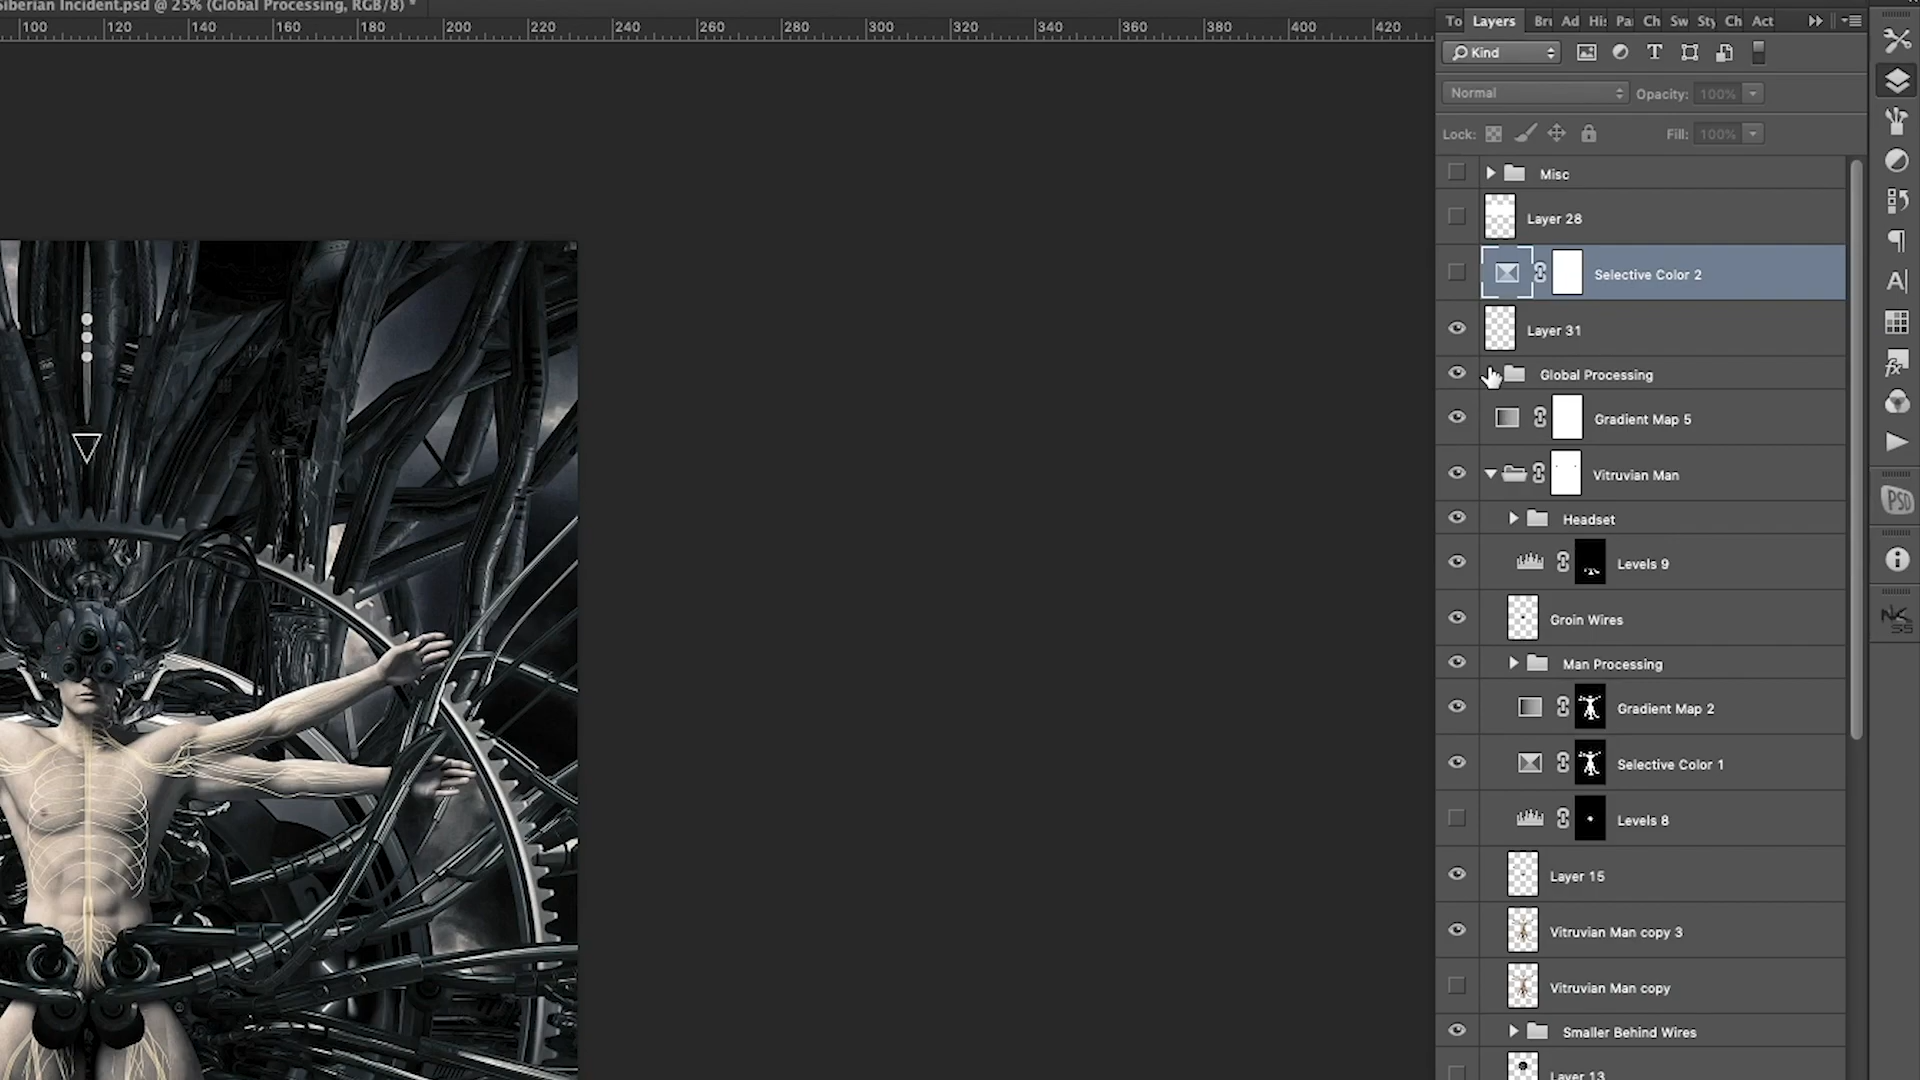 Siberian Incident.psd @ 25% (Global Processing, RGB/8) *
100 120 140 160 180 200 220 240 260 280 300 320 340 360 380 400 420
To Layers Bru Ad His Pa Ch Sw Sty Ch Act
Kind
Normal Opacity: 100%
Lock: Fill: 100%
Misc
Layer 28
Selective Color 2
Layer 31
Global Processing
Gradient Map 5
Vitruvian Man
Headset
Levels 9
Groin Wires
Man Processing
Gradient Map 2
Selective Color 1
Levels 8
Layer 15
Vitruvian Man copy 3
Vitruvian Man copy
Smaller Behind Wires
Layer 13
PSD